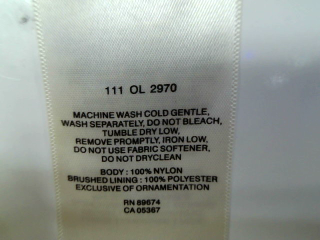 111 OL 2970
MACHINE WASH COLD GENTLE,
WASH SEPARATELY, DO NOT BLEACH,
TUMBLE DRY LOW,
REMOVE PROMPTLY, IRON LOW,
DO NOT USE FABRIC SOFTENER,
DO NOT DRYCLEAN
BODY : 100% NYLON
BRUSHED LINING : 100% POLYESTER
EXCLUSIVE OF ORNAMENTATION
RN 89874
CA 05367